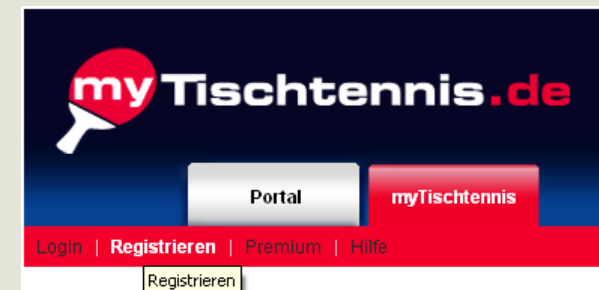 myTischtennis.de
Portal myTischtennis
Login | Registrieren | Premium | Hilfe
Registrieren